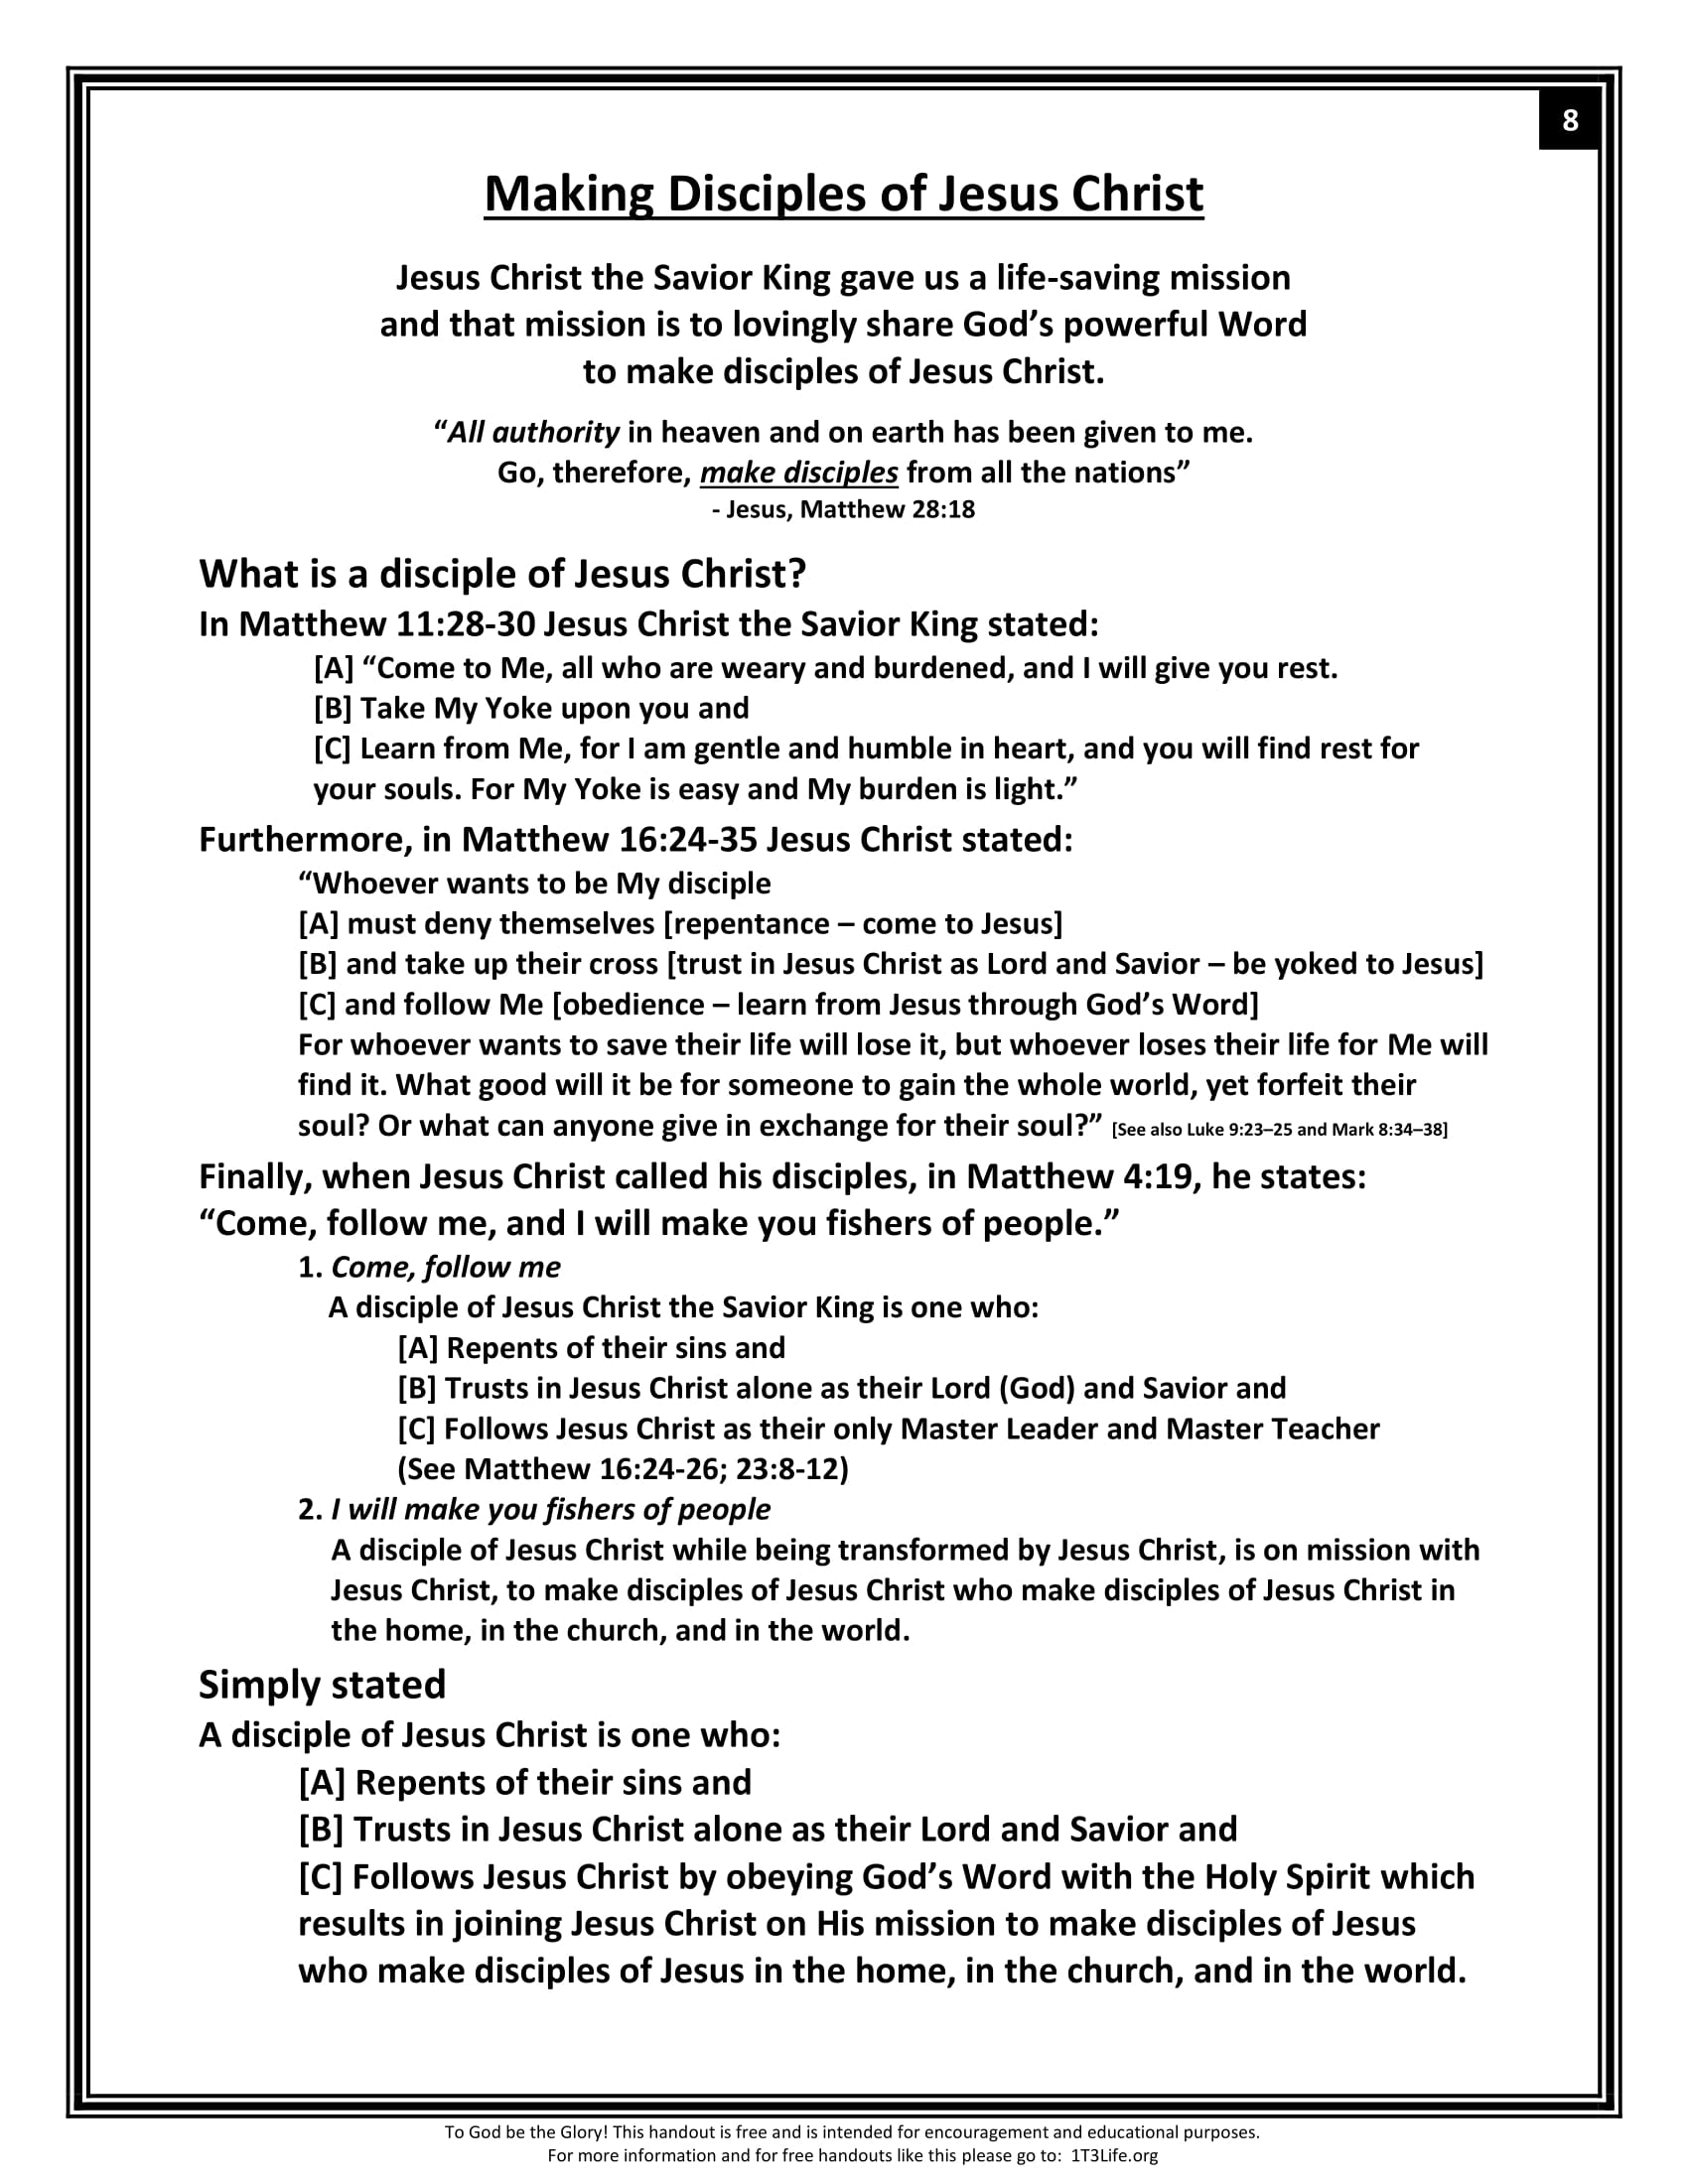 8
Making Disciples of Jesus Christ
Jesus Christ the Savior King gave us a life-saving mission
and that mission is to lovingly share God’s powerful Word
to make disciples of Jesus Christ.
“All authority in heaven and on earth has been given to me.
Go, therefore, make disciples from all the nations”
- Jesus, Matthew 28:18
What is a disciple of Jesus Christ?
In Matthew 11:28-30 Jesus Christ the Savior King stated:
[A] “Come to Me, all who are weary and burdened, and I will give you rest.
[B] Take My Yoke upon you and
[C] Learn from Me, for I am gentle and humble in heart, and you will find rest for
your souls. For My Yoke is easy and My burden is light.”
Furthermore, in Matthew 16:24-35 Jesus Christ stated:
“Whoever wants to be My disciple
[A] must deny themselves [repentance – come to Jesus]
[B] and take up their cross [trust in Jesus Christ as Lord and Savior – be yoked to Jesus]
[C] and follow Me [obedience – learn from Jesus through God’s Word]
For whoever wants to save their life will lose it, but whoever loses their life for Me will
find it. What good will it be for someone to gain the whole world, yet forfeit their
soul? Or what can anyone give in exchange for their soul?” [See also Luke 9:23–25 and Mark 8:34–38]
Finally, when Jesus Christ called his disciples, in Matthew 4:19, he states:
“Come, follow me, and I will make you fishers of people.”
1. Come, follow me
A disciple of Jesus Christ the Savior King is one who:
[A] Repents of their sins and
[B] Trusts in Jesus Christ alone as their Lord (God) and Savior and
[C] Follows Jesus Christ as their only Master Leader and Master Teacher
(See Matthew 16:24-26; 23:8-12)
2. I will make you fishers of people
A disciple of Jesus Christ while being transformed by Jesus Christ, is on mission with
Jesus Christ, to make disciples of Jesus Christ who make disciples of Jesus Christ in
the home, in the church, and in the world.
Simply stated
A disciple of Jesus Christ is one who:
[A] Repents of their sins and
[B] Trusts in Jesus Christ alone as their Lord and Savior and
[C] Follows Jesus Christ by obeying God’s Word with the Holy Spirit which
results in joining Jesus Christ on His mission to make disciples of Jesus
who make disciples of Jesus in the home, in the church, and in the world.
To God be the Glory! This handout is free and is intended for encouragement and educational purposes.
For more information and for free handouts like this please go to: 1T3Life.org